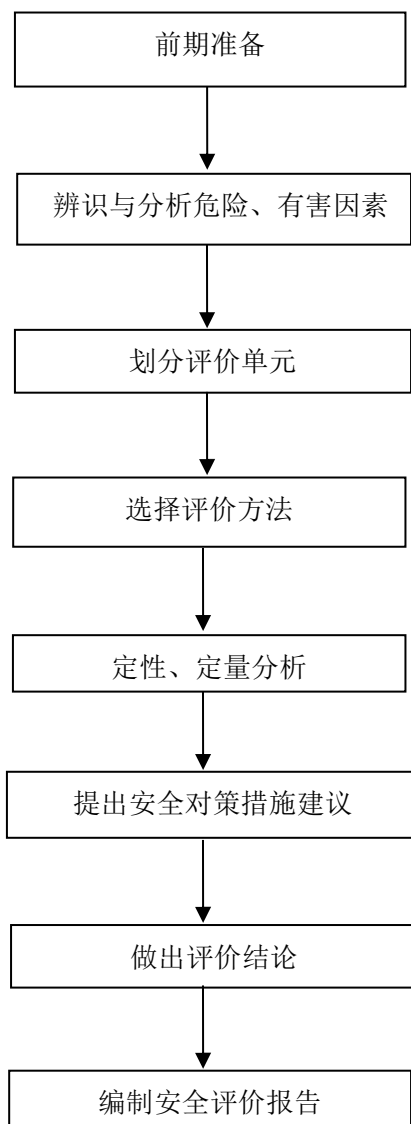 前期准备
辨识与分析危险、有害因素
划分评价单元
选择评价方法
定性、定量分析
提出安全对策措施建议
做出评价结论
编制安全评价报告